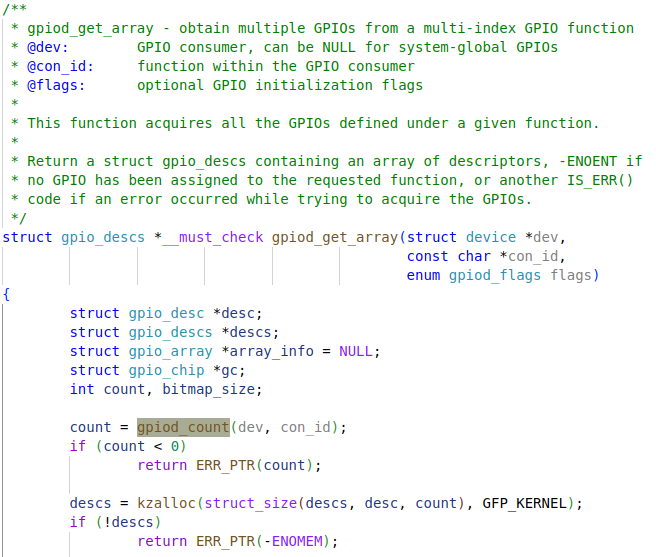 /**
 * gpiod_get_array - obtain multiple GPIOs from a multi-index GPIO function
 * @dev:        GPIO consumer, can be NULL for system-global GPIOs
 * @con_id:     function within the GPIO consumer
 * @flags:      optional GPIO initialization flags
 *
 * This function acquires all the GPIOs defined under a given function.
 *
 * Return a struct gpio_descs containing an array of descriptors, -ENOENT if
 * no GPIO has been assigned to the requested function, or another IS_ERR()
 * code if an error occurred while trying to acquire the GPIOs.
 */
struct gpio_descs *__must_check gpiod_get_array(struct device *dev,
                                                const char *con_id,
                                                enum gpiod_flags flags)
{
        struct gpio_desc *desc;
        struct gpio_descs *descs;
        struct gpio_array *array_info = NULL;
        struct gpio_chip *gc;
        int count, bitmap_size;

        count = gpiod_count(dev, con_id);
        if (count < 0)
                return ERR_PTR(count);

        descs = kzalloc(struct_size(descs, desc, count), GFP_KERNEL);
        if (!descs)
                return ERR_PTR(-ENOMEM);